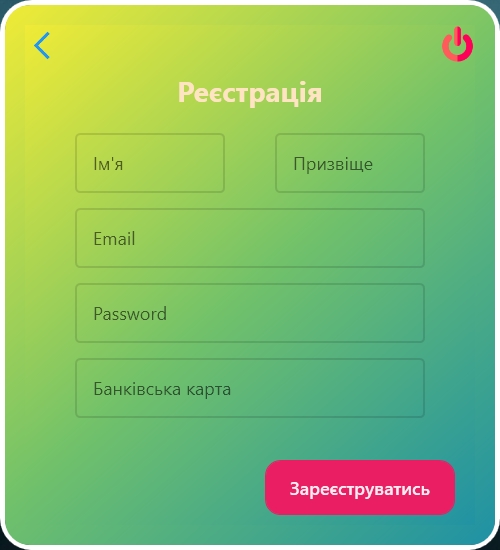 Реєстрація
Ім'я Призвіще
Email
Password
Банківська карта
Зареєструватись